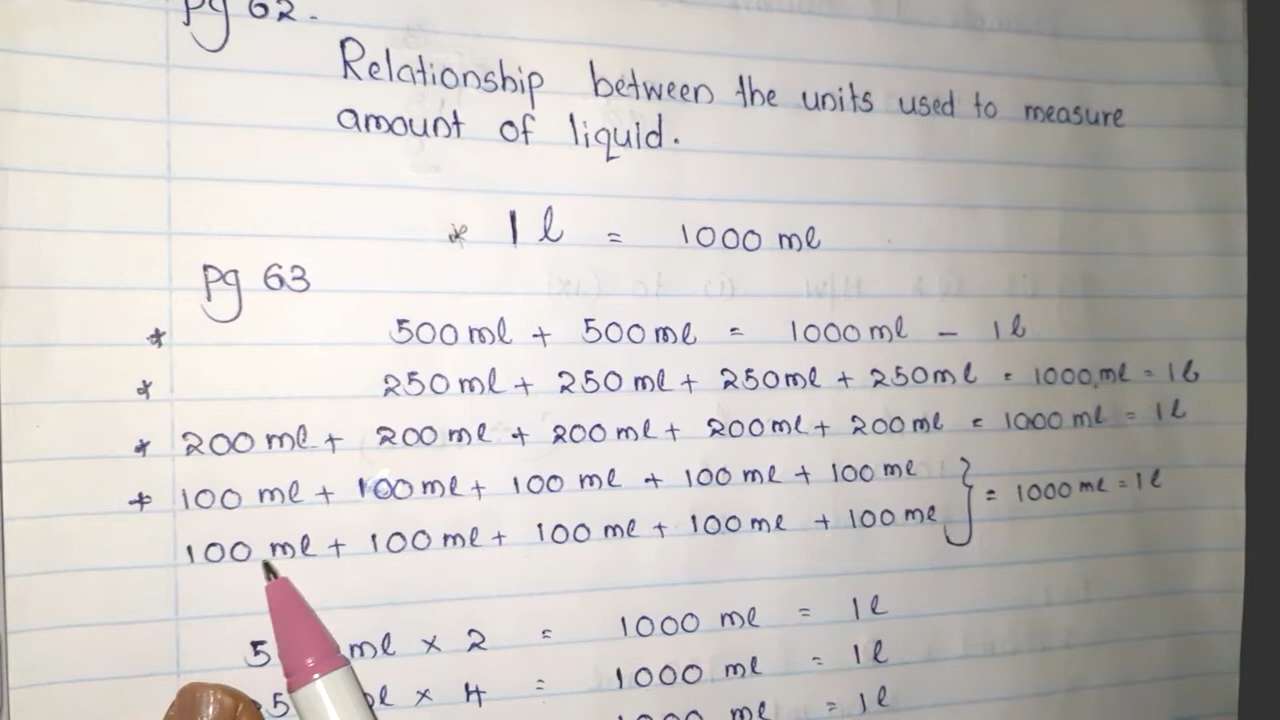 pg 62.
Relationship between the units used to measure
amount of liquid.
* 1 l = 1000 ml
pg 63
* 500 ml + 500 ml = 1000 ml - 1 l
* 250 ml + 250 ml + 250 ml + 250 ml = 1000 ml = 1 l
* 200 ml + 200 ml + 200 ml + 200 ml + 200 ml = 1000 ml = 1 l
* 100 ml + 100 ml + 100 ml + 100 ml + 100 ml
100 ml + 100 ml + 100 ml + 100 ml + 100 ml } = 1000 ml = 1 l
5 ml × 2 = 1000 ml = 1 l
5 l × 4 = 1000 ml = 1 l
1000 ml = 1 l